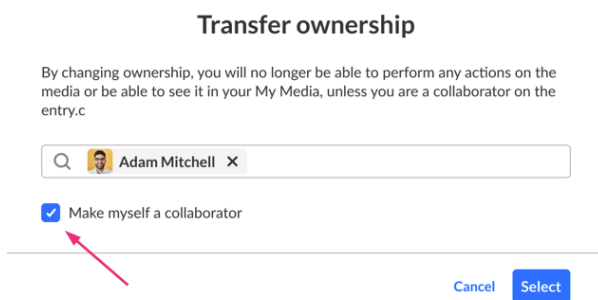 Transfer ownership
By changing ownership, you will no longer be able to perform any actions on the
media or be able to see it in your My Media, unless you are a collaborator on the
entry.c
Adam Mitchell
Make myself a collaborator
Cancel
Select